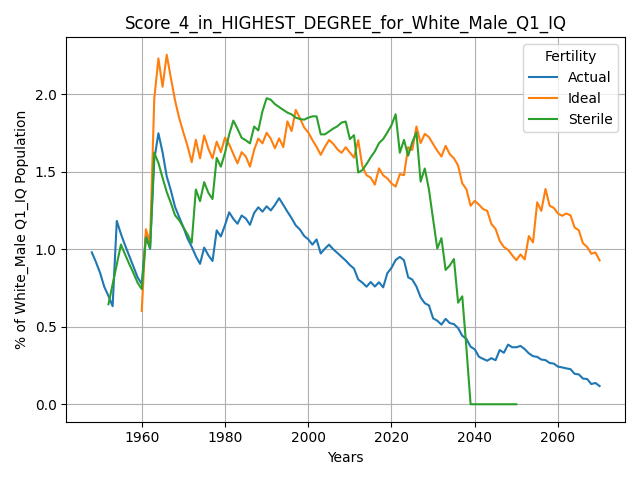 Score_4_in_HIGHEST_DEGREE_for_White_Male_Q1_IQ
Fertility
Actual
Ideal
Sterile
% of White_Male Q1_IQ Population
2.0
1.5
1.0
0.5
0.0
1960 1980 2000 2020 2040 2060
Years